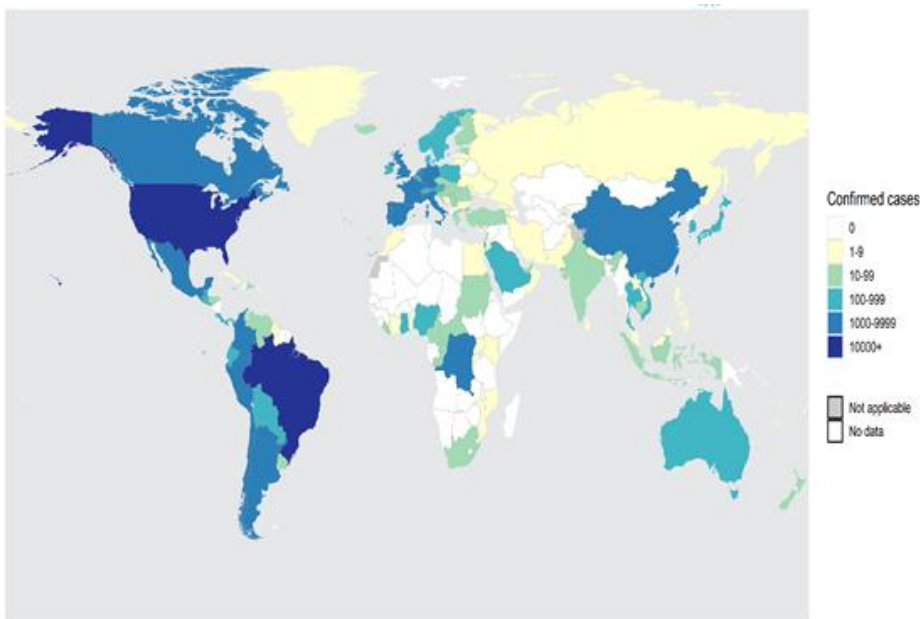 Confirmed cases
0
1-9
10-99
100-999
1000-9999
10000+
Not applicable
No data